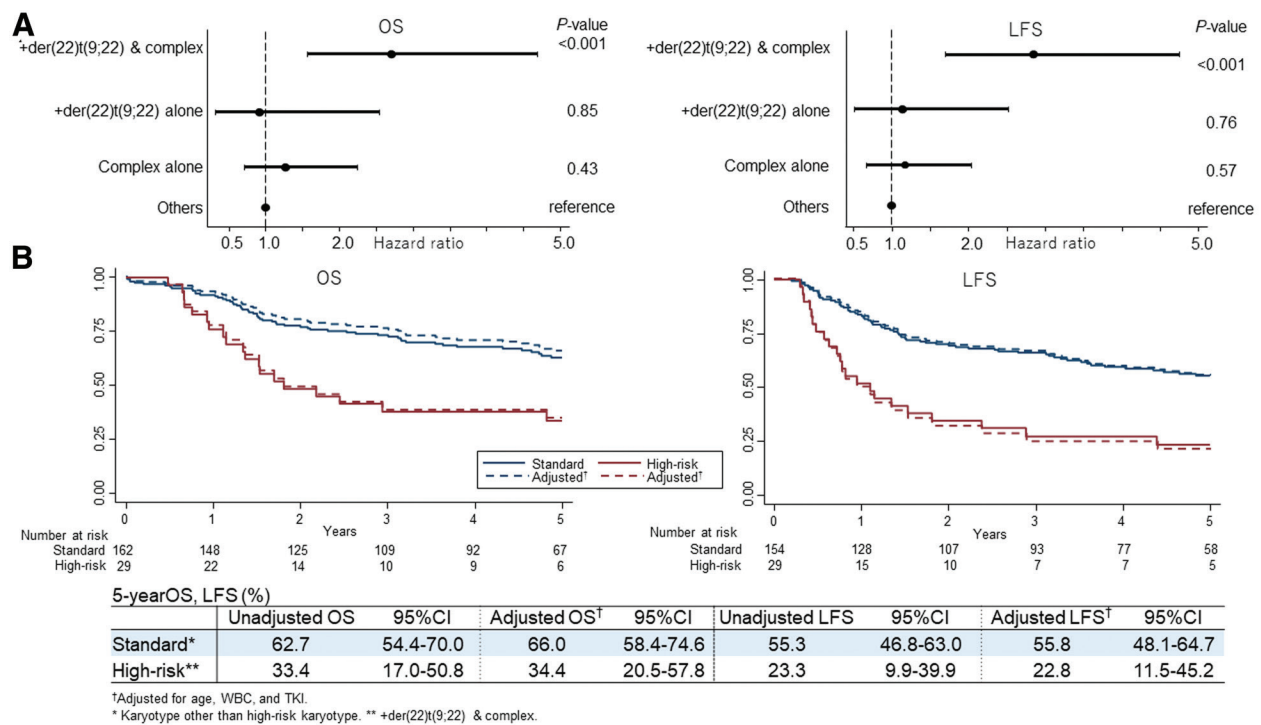 A
OS
P-value
+der(22)t(9;22) & complex
<0.001
+der(22)t(9;22) alone
0.85
Complex alone
0.43
Others
reference
0.5 1.0 2.0 Hazard ratio 5.0
LFS
P-value
+der(22)t(9;22) & complex
<0.001
+der(22)t(9;22) alone
0.76
Complex alone
0.57
Others
reference
0.5 1.0 2.0 Hazard ratio 5.0
B
OS
1.00
0.75
0.50
0.25
0.00
Standard High-risk
Adjusted† Adjusted†
0 1 2 3 4 5
Years
Number at risk
Standard 162 148 125 109 92 67
High-risk 29 22 14 10 9 6
LFS
1.00
0.75
0.50
0.25
0.00
0 1 2 3 4 5
Years
Number at risk
Standard 154 128 107 93 77 58
High-risk 29 15 10 7 7 5
5-yearOS, LFS (%)
Unadjusted OS 95%CI Adjusted OS† 95%CI Unadjusted LFS 95%CI Adjusted LFS† 95%CI
Standard* 62.7 54.4-70.0 66.0 58.4-74.6 55.3 46.8-63.0 55.8 48.1-64.7
High-risk** 33.4 17.0-50.8 34.4 20.5-57.8 23.3 9.9-39.9 22.8 11.5-45.2
†Adjusted for age, WBC, and TKI.
* Karyotype other than high-risk karyotype. ** +der(22)t(9;22) & complex.